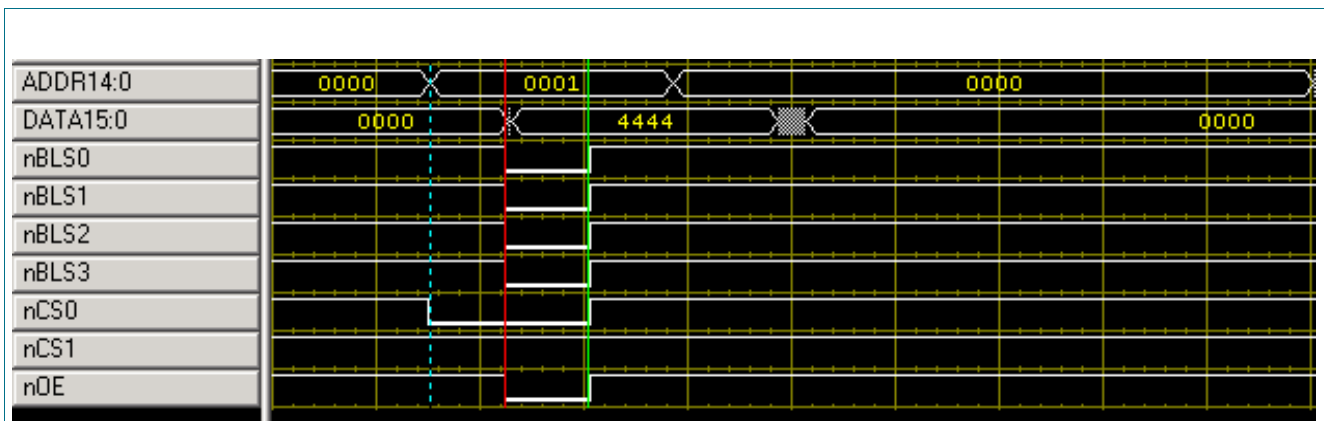 ADDR14:0 0000 0001 0000
DATA15:0 0000 4444 0000
nBLS0
nBLS1
nBLS2
nBLS3
nCS0
nCS1
nOE